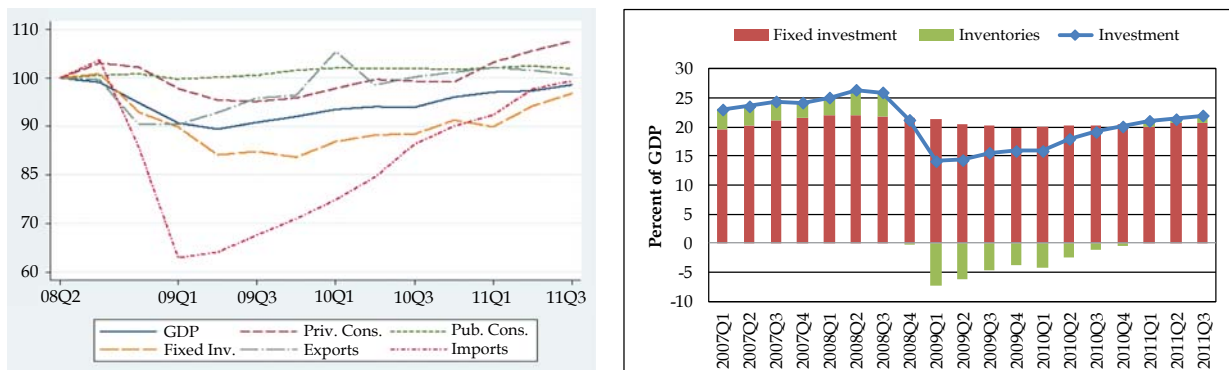 110
100
90
85
70
60
08Q2 09Q1 09Q3 10Q1 10Q3 11Q1 11Q3
GDP Priv. Cons. Pub. Cons.
Fixed Inv. Exports Imports
Fixed investment Inventories Investment
Percent of GDP
30
25
20
15
10
5
0
-5
-10
2007Q1 2007Q2 2007Q3 2007Q4 2008Q1 2008Q2 2008Q3 2008Q4 2009Q1 2009Q2 2009Q3 2009Q4 2010Q1 2010Q2 2010Q3 2010Q4 2011Q1 2011Q2 2011Q3